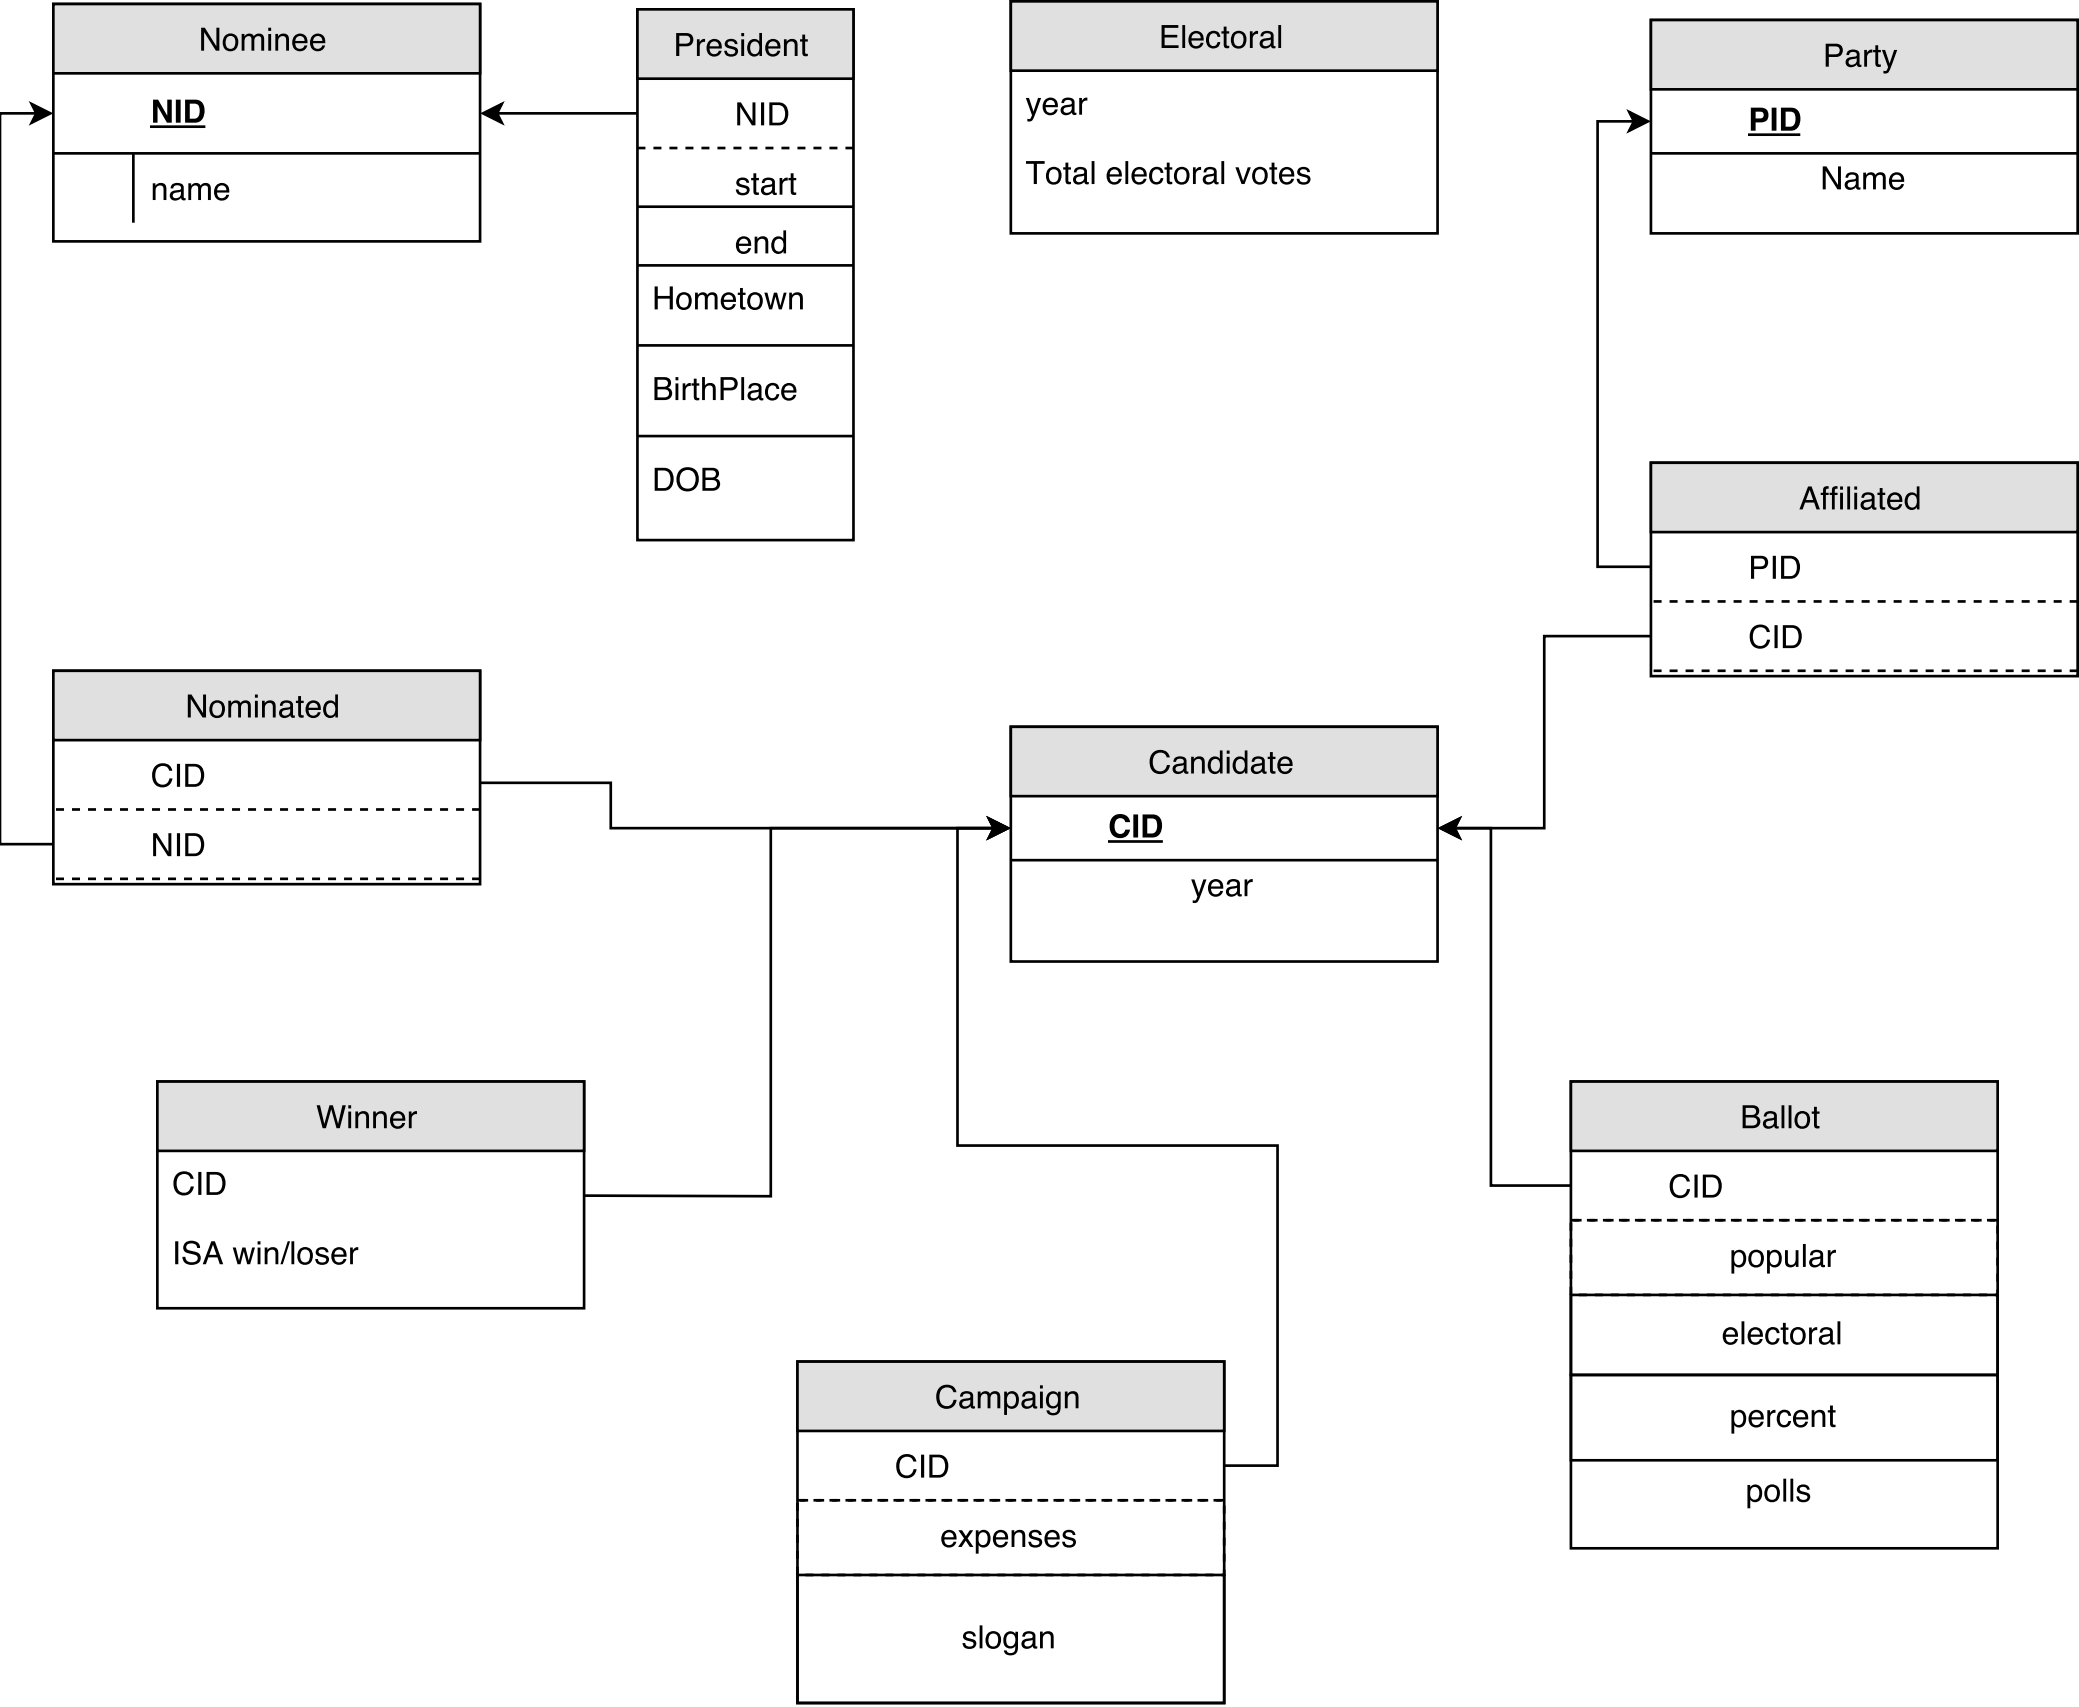 Nominee
NID
name
President
NID
start
end
Hometown
BirthPlace
DOB
Electoral
year
Total electoral votes
Party
PID
Name
Affiliated
PID
CID
Nominated
CID
NID
Candidate
CID
year
Winner
CID
ISA win/loser
Ballot
CID
popular
electoral
percent
polls
Campaign
CID
expenses
slogan